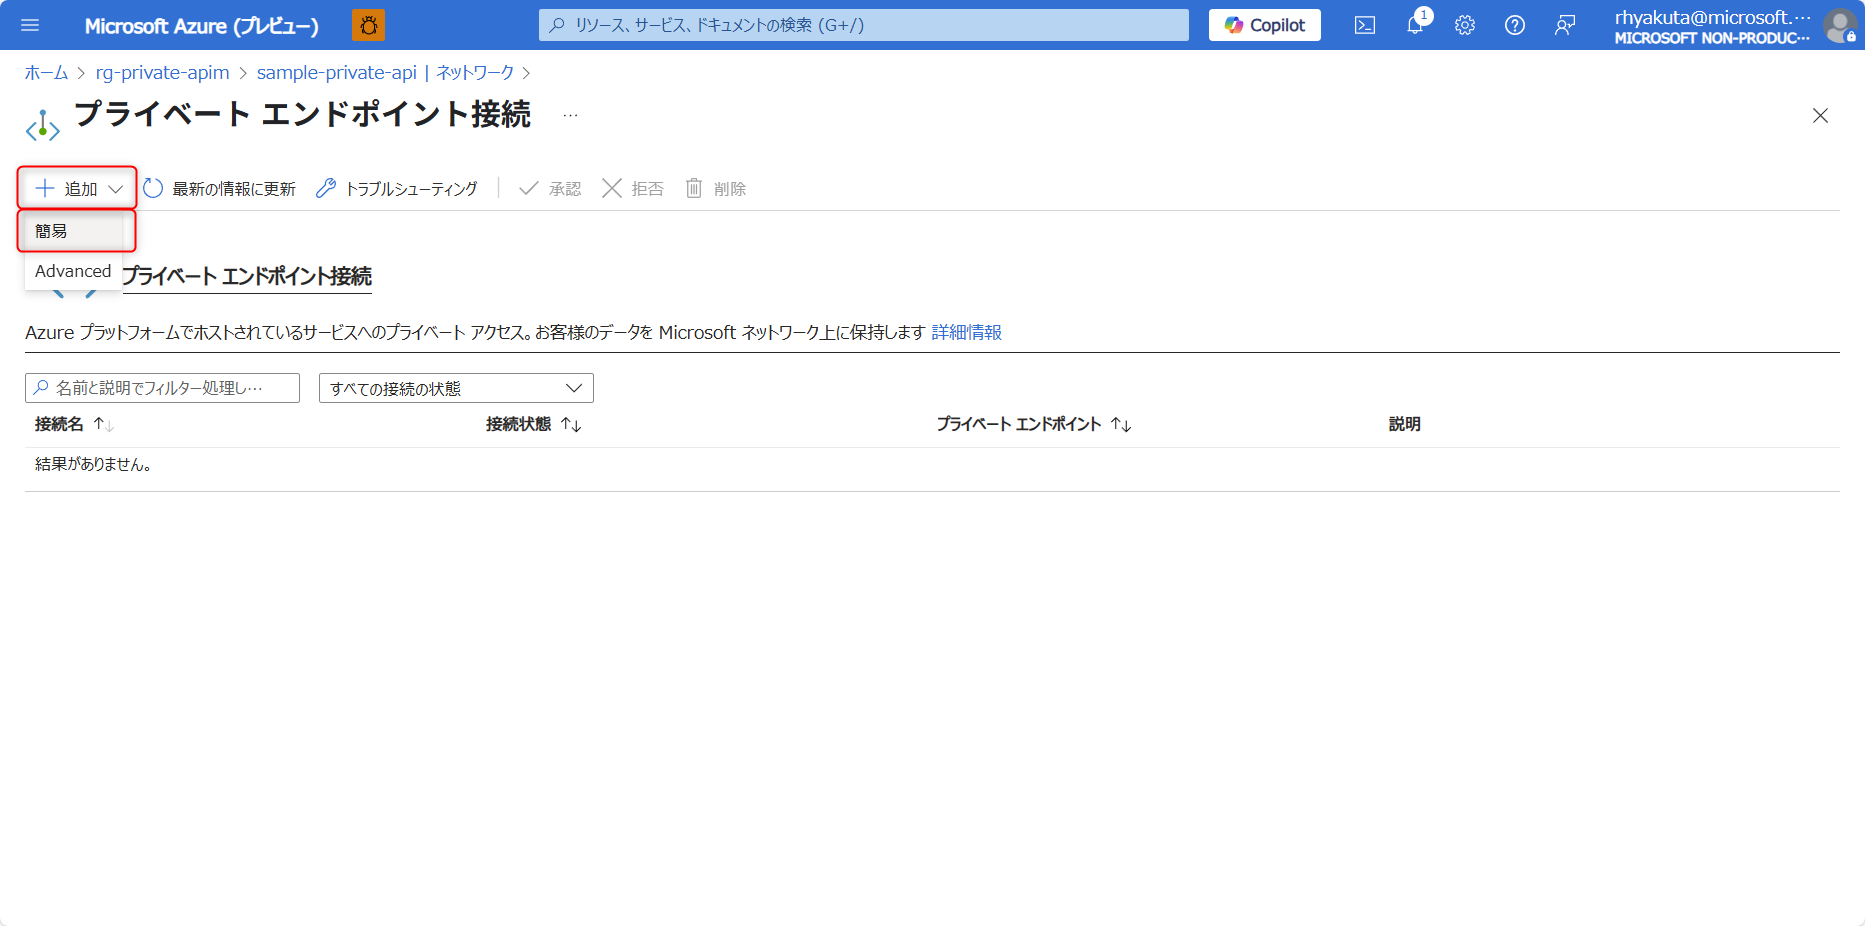 Microsoft Azure (プレビュー)
リソース、サービス、ドキュメントの検索 (G+/)
Copilot
1
rhyakuta@microsoft.…
MICROSOFT NON-PRODUC…
ホーム > rg-private-apim > sample-private-api | ネットワーク >
プライベート エンドポイント接続 …
追加 最新の情報に更新 トラブルシューティング 承認 拒否 削除
簡易
Advanced
プライベート エンドポイント接続
Azure プラットフォームでホストされているサービスへのプライベート アクセス。お客様のデータを Microsoft ネットワーク上に保持します 詳細情報
名前と説明でフィルター処理し… すべての接続の状態
接続名 ↑↓ 接続状態 ↑↓ プライベート エンドポイント ↑↓ 説明
結果がありません。